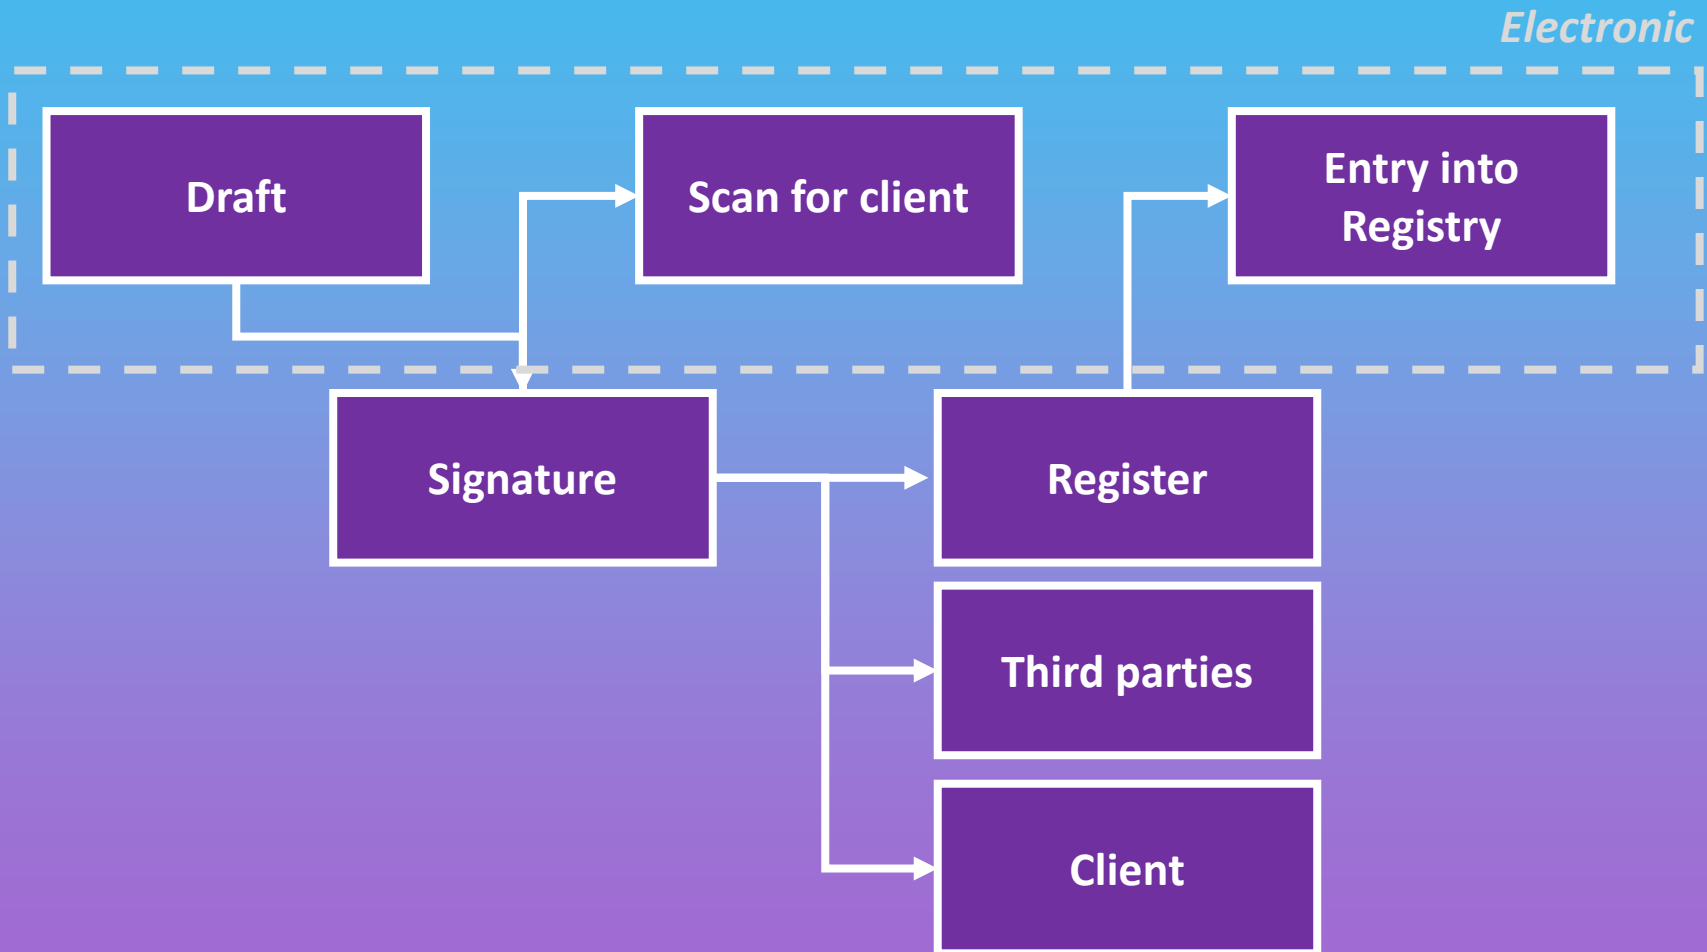 Electronic
Draft
Scan for client
Entry into
Registry
Signature
Register
Third parties
Client